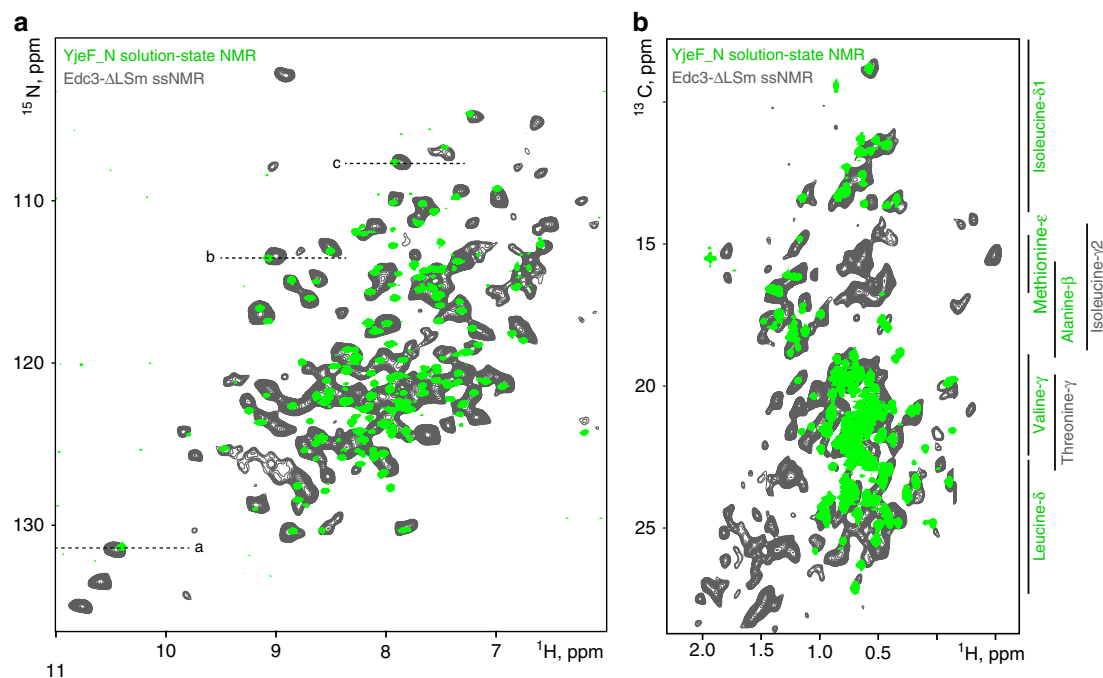 a
YjeF_N solution-state NMR
Edc3-ΔLSm ssNMR
15 N, ppm
110
120
130
c
b
a
11
10
9
8
7
1H, ppm
b
YjeF_N solution-state NMR
Edc3-ΔLSm ssNMR
13 C, ppm
15
20
25
2.0
1.5
1.0
0.5
1H, ppm
Isoleucine-δ1
Methionine-ε
Alanine-β
Isoleucine-γ2
Valine-γ
Threonine-γ
Leucine-δ